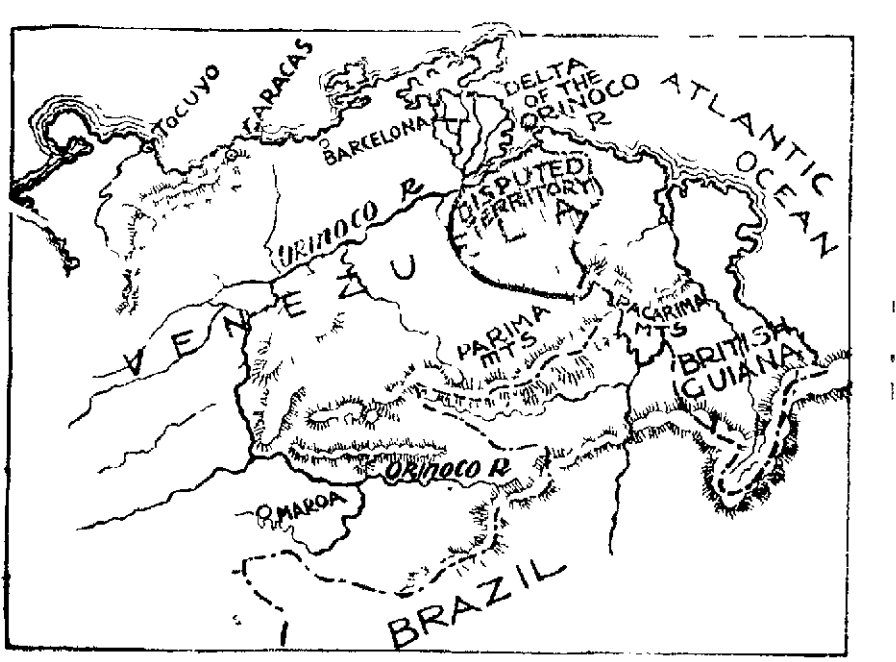 TOCUYO
CARACAS
BARCELONA
DELTA
OF THE
ORINOCO
R
ATLANTIC
OCEAN
DISPUTED
TERRITORY
ORINOCO R
VENEZUELA
PACARIMA
MTS
PARIMA
MTS
BRITISH
GUIANA
ORINOCO R
MAROA
BRAZIL